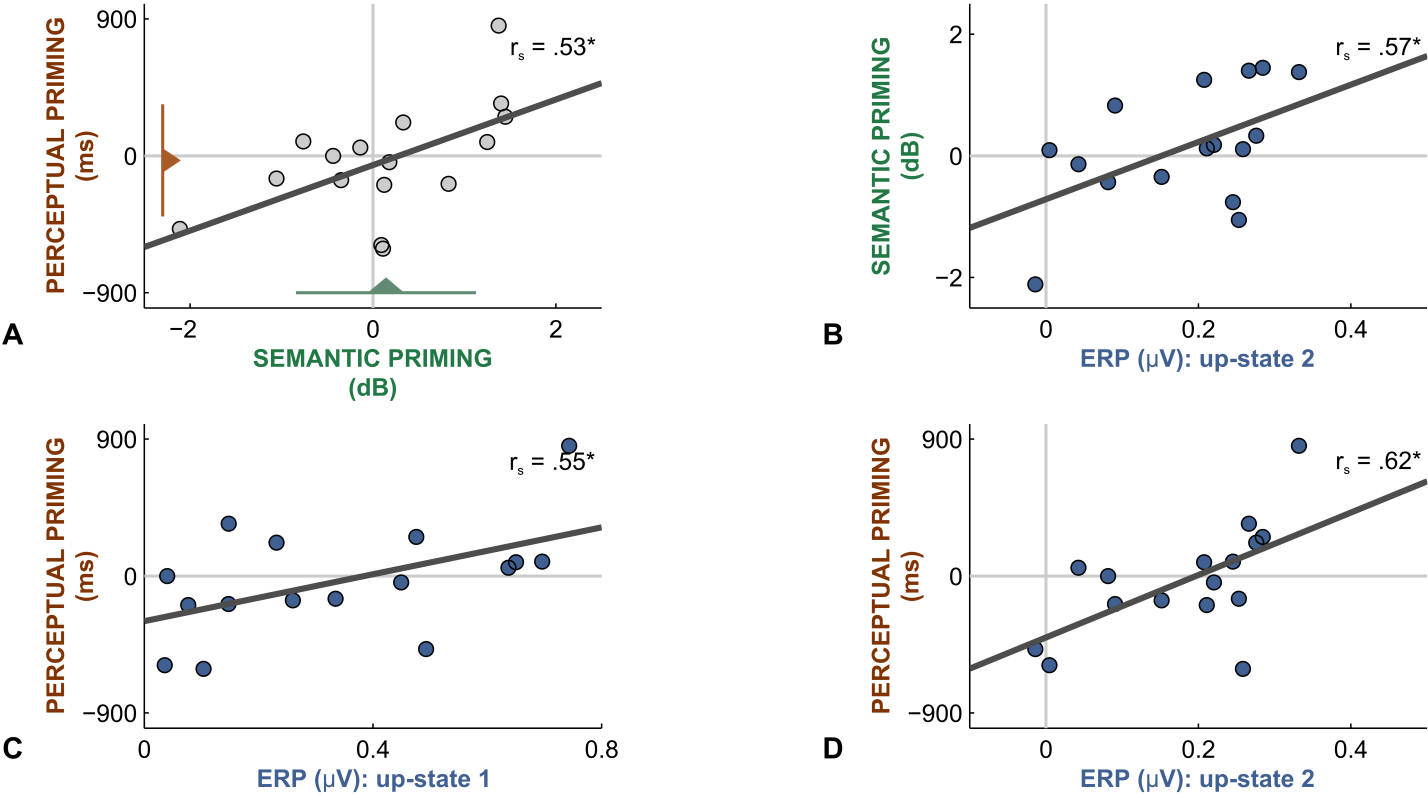 PERCEPTUAL PRIMING
(ms)
900
0
−900
r_s = .53*
−2
0
2
A
SEMANTIC PRIMING
(dB)
SEMANTIC PRIMING
(dB)
2
0
−2
r_s = .57*
0
0.2
0.4
B
ERP (μV): up-state 2
PERCEPTUAL PRIMING
(ms)
900
0
−900
r_s = .55*
0
0.4
0.8
C
ERP (μV): up-state 1
PERCEPTUAL PRIMING
(ms)
900
0
−900
r_s = .62*
0
0.2
0.4
D
ERP (μV): up-state 2